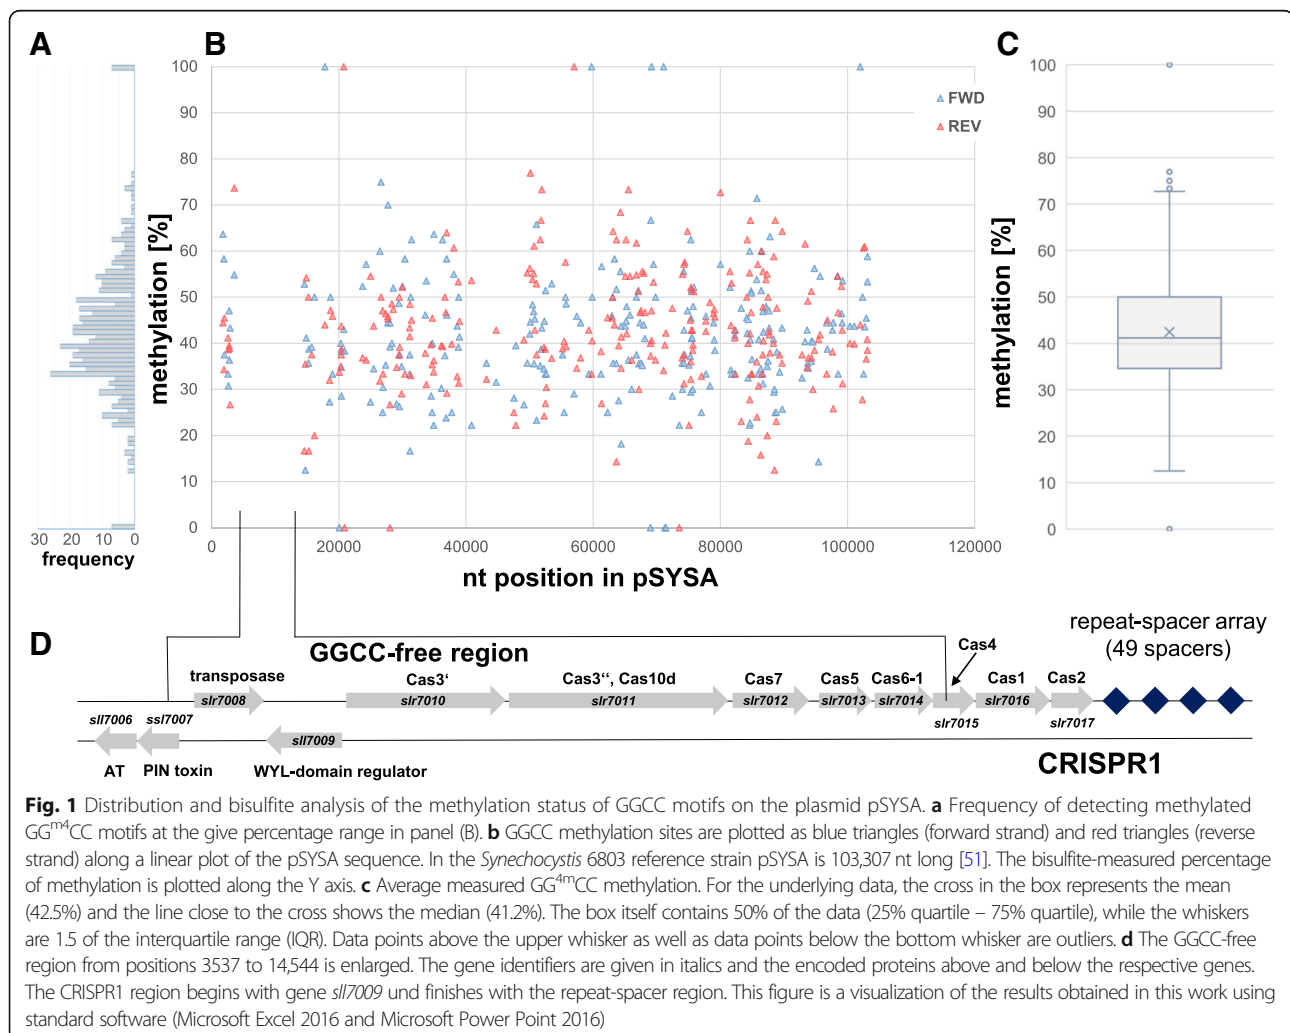 A
B
C
100
90
80
70
60
50
40
30
20
10
0
methylation [%]
30 20 10 0
frequency
FWD
REV
0 20000 40000 60000 80000 100000 120000
nt position in pSYSA
100
90
80
70
60
50
40
30
20
10
0
methylation [%]
D
GGCC-free region
repeat-spacer array
(49 spacers)
Cas4
transposase Cas3‘ Cas3‘‘, Cas10d Cas7 Cas5 Cas6-1 Cas1 Cas2
slr7008 slr7010 slr7011 slr7012 slr7013 slr7014 slr7016
sll7006 ssl7007 slr7015 slr7017
sll7009
AT PIN toxin WYL-domain regulator
CRISPR1
Fig. 1 Distribution and bisulfite analysis of the methylation status of GGCC motifs on the plasmid pSYSA. a Frequency of detecting methylated
GGm4CC motifs at the give percentage range in panel (B). b GGCC methylation sites are plotted as blue triangles (forward strand) and red triangles (reverse
strand) along a linear plot of the pSYSA sequence. In the Synechocystis 6803 reference strain pSYSA is 103,307 nt long [51]. The bisulfite-measured percentage
of methylation is plotted along the Y axis. c Average measured GG4mCC methylation. For the underlying data, the cross in the box represents the mean
(42.5%) and the line close to the cross shows the median (41.2%). The box itself contains 50% of the data (25% quartile – 75% quartile), while the whiskers
are 1.5 of the interquartile range (IQR). Data points above the upper whisker as well as data points below the bottom whisker are outliers. d The GGCC-free
region from positions 3537 to 14,544 is enlarged. The gene identifiers are given in italics and the encoded proteins above and below the respective genes.
The CRISPR1 region begins with gene sll7009 und finishes with the repeat-spacer region. This figure is a visualization of the results obtained in this work using
standard software (Microsoft Excel 2016 and Microsoft Power Point 2016)